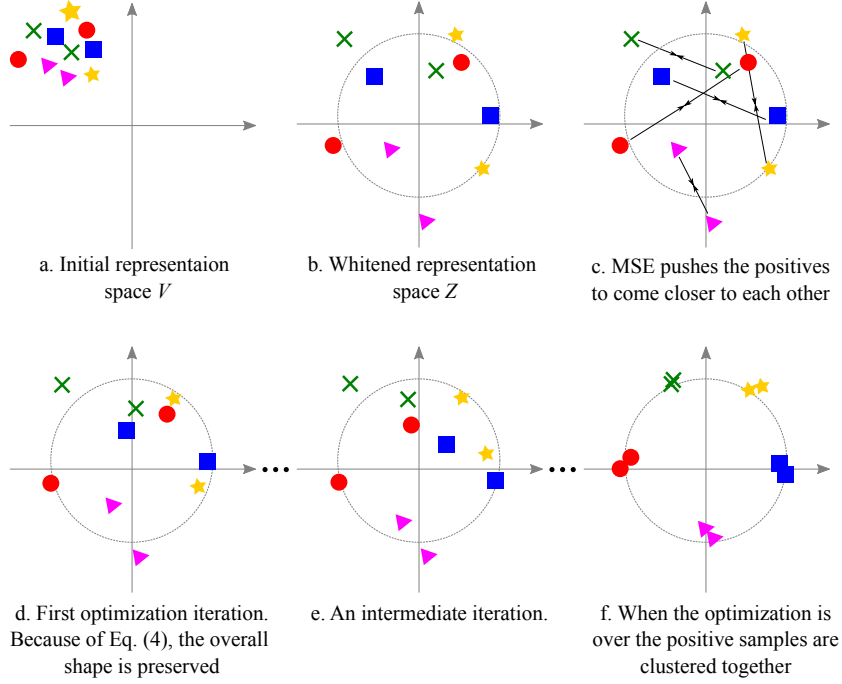 a. Initial representaion
space V
b. Whitened representation
space Z
c. MSE pushes the positives
to come closer to each other
d. First optimization iteration.
Because of Eq. (4), the overall
shape is preserved
e. An intermediate iteration.
f. When the optimization is
over the positive samples are
clustered together